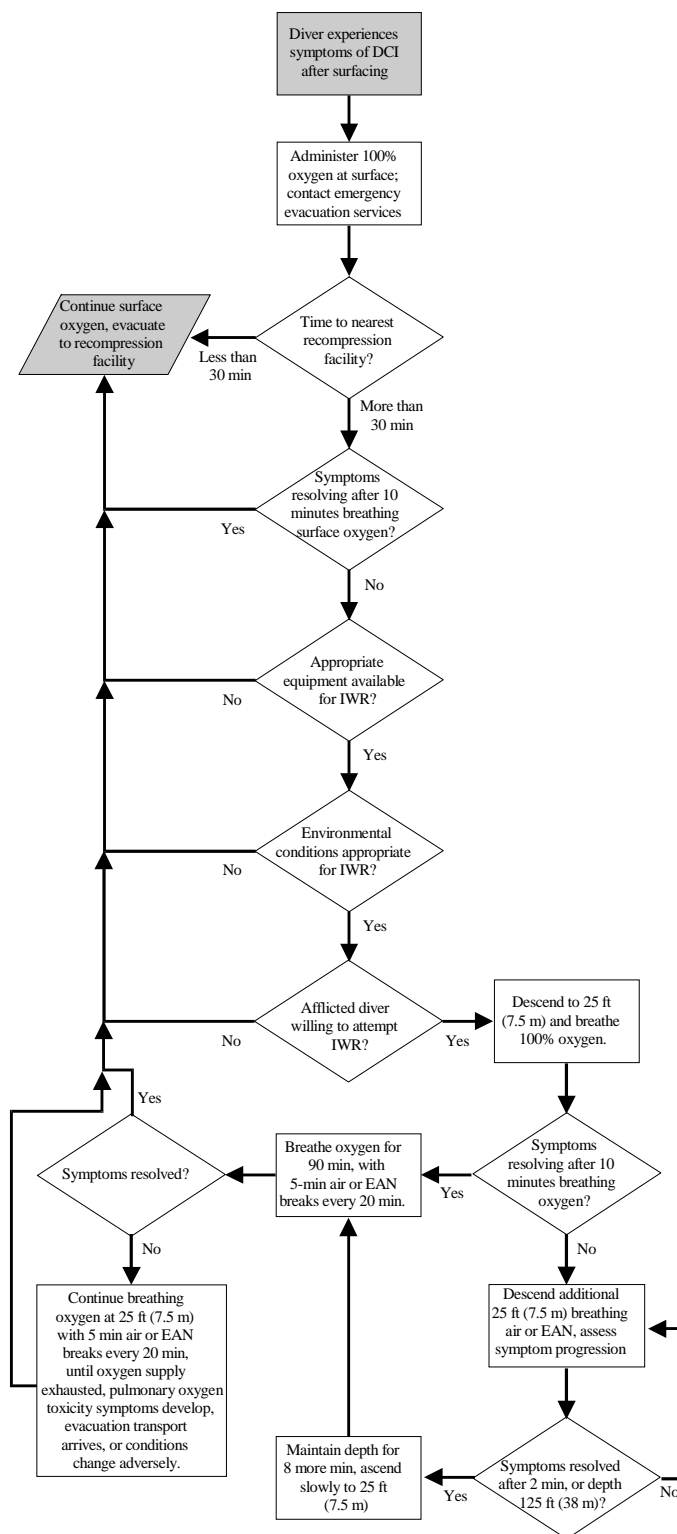 Diver experiences
symptoms of DCI
after surfacing
Administer 100%
oxygen at surface;
contact emergency
evacuation services
Time to nearest
recompression
facility?
Continue surface
oxygen, evacuate
to recompression
facility
Less than
30 min
More than
30 min
Symptoms
resolving after 10
minutes breathing
surface oxygen?
Yes
No
Appropriate
equipment available
for IWR?
No
Yes
Environmental
conditions appropriate
for IWR?
No
Yes
Afflicted diver
willing to attempt
IWR?
No
Yes
Descend to 25 ft
(7.5 m) and breathe
100% oxygen.
Symptoms
resolving after 10
minutes breathing
oxygen?
Yes
No
Breathe oxygen for
90 min, with
5-min air or EAN
breaks every 20 min.
Symptoms resolved?
Yes
No
Continue breathing
oxygen at 25 ft (7.5 m)
with 5 min air or EAN
breaks every 20 min,
until oxygen supply
exhausted, pulmonary oxygen
toxicity symptoms develop,
evacuation transport
arrives, or conditions
change adversely.
Descend additional
25 ft (7.5 m) breathing
air or EAN, assess
symptom progression
Symptoms resolved
after 2 min, or depth
125 ft (38 m)?
Yes
No
Maintain depth for
8 more min, ascend
slowly to 25 ft
(7.5 m)